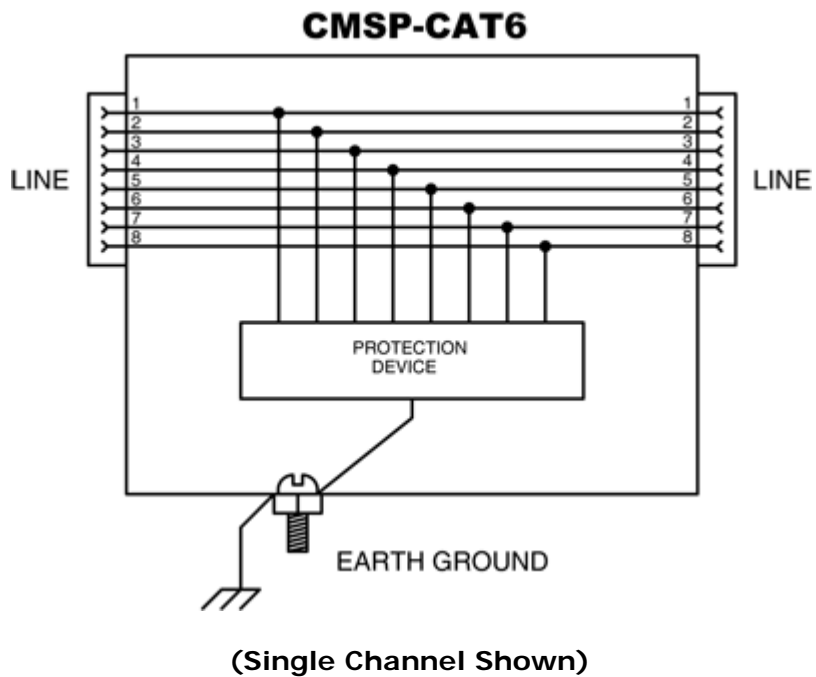 CMSP-CAT6
1 1
2 2
3 3
LINE 4 4 LINE
5 5
6 6
7 7
8 8
PROTECTION
DEVICE
EARTH GROUND
(Single Channel Shown)